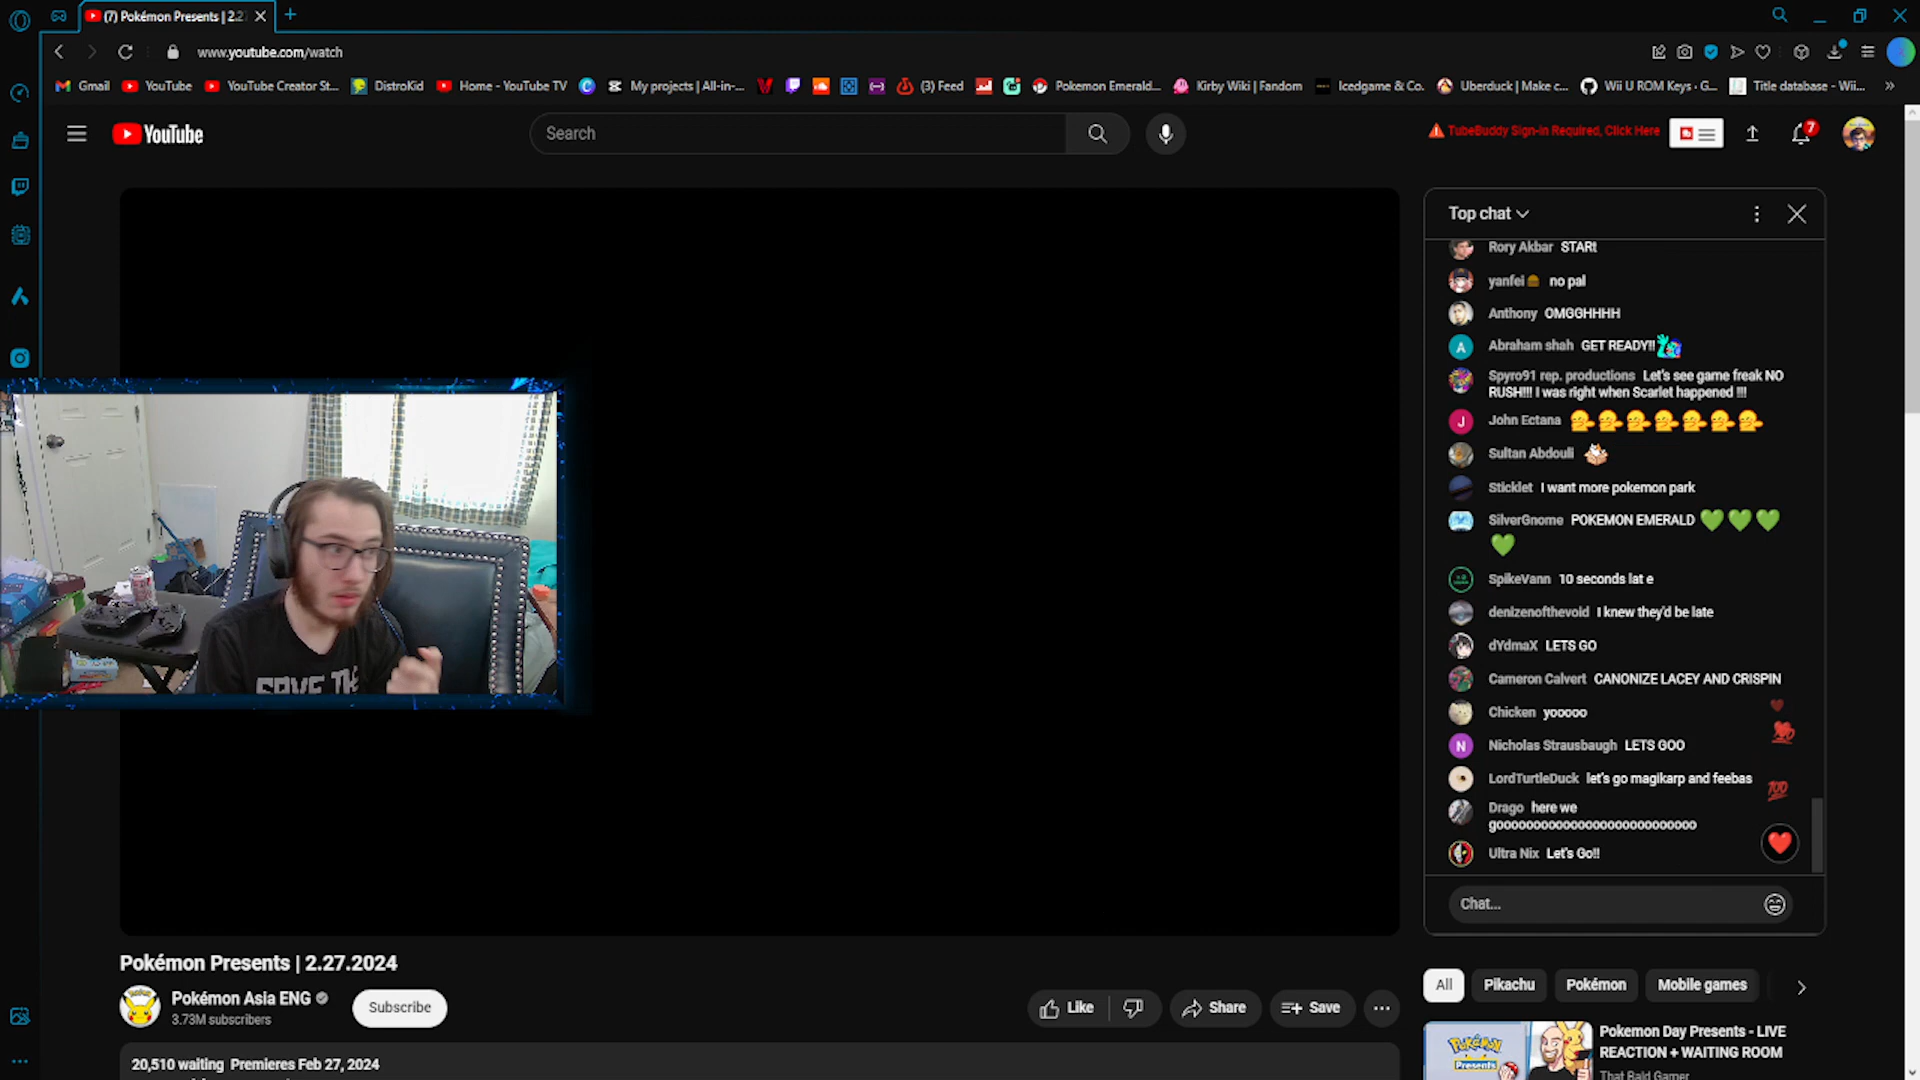 (7) Pokémon Presents | 2.2
www.youtube.com/watch
Gmail
YouTube
YouTube Creator St...
DistroKid
Home - YouTube TV
My projects | All-in-...
(3) Feed
Pokemon Emerald...
Kirby Wiki | Fandom
Icedgame & Co.
Uberduck | Make c...
Wii U ROM Keys · G...
Title database - Wii...
YouTube
Search
TubeBuddy Sign-in Required, Click Here
7
Top chat
Rory Akbar STARt
yanfei no pal
Anthony OMGGHHHH
A Abraham shah GET READY!!
Spyro91 rep. productions Let's see game freak NO
RUSH!!! I was right when Scarlet happened !!!
J John Ectana
Sultan Abdouli
Sticklet I want more pokemon park
SilverGnome POKEMON EMERALD
SpikeVann 10 seconds lat e
denizenofthevoid I knew they'd be late
dYdmaX LETS GO
Cameron Calvert CANONIZE LACEY AND CRISPIN
Chicken yooooo
N Nicholas Strausbaugh LETS GOO
LordTurtleDuck let's go magikarp and feebas
100
Drago here we
gooooooooooooooooooooooooooo
Ultra Nix Let's Go!!
Chat...
SAVE THE
Pokémon Presents | 2.27.2024
Pokémon Asia ENG
3.73M subscribers
Subscribe
Like
Share
Save
20,510 waiting Premieres Feb 27, 2024
All
Pikachu
Pokémon
Mobile games
Pokémon
Presents
Pokemon Day Presents - LIVE
REACTION + WAITING ROOM
That Bald Gamer